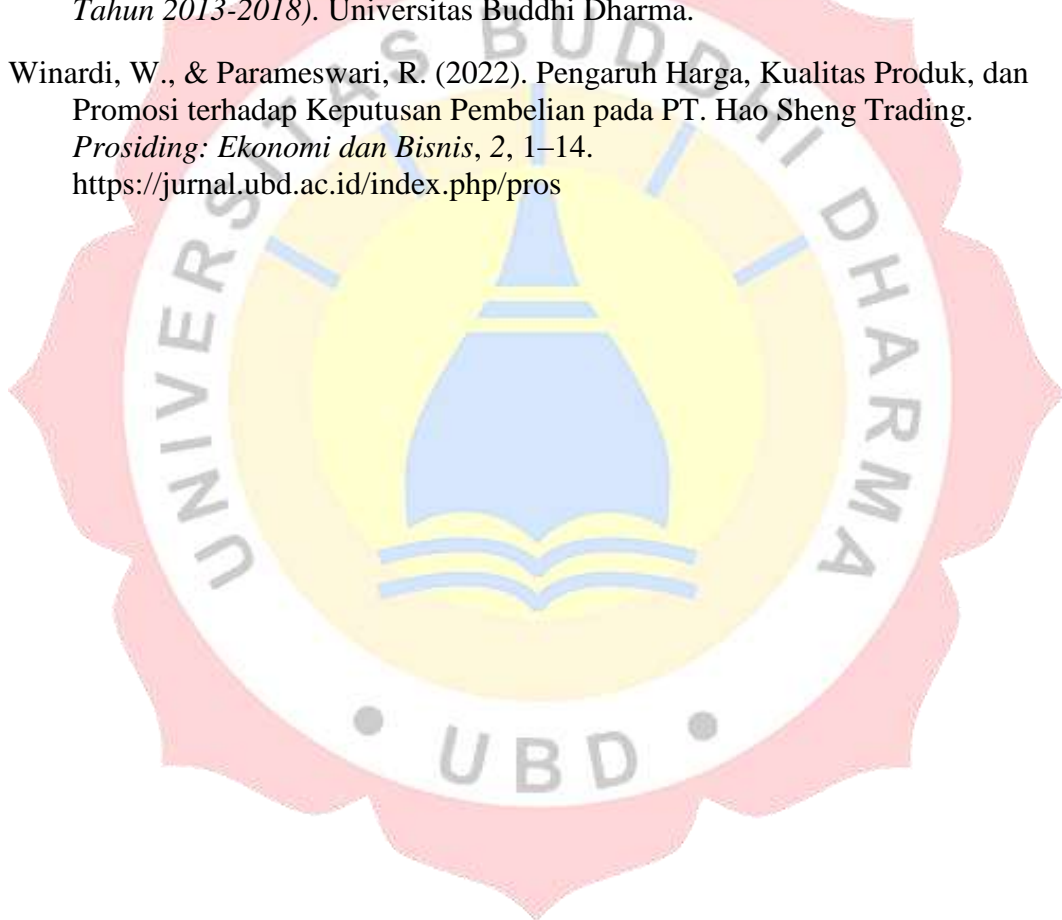 Tahun 2013-2018). Universitas Buddhi Dharma.
Winardi, W., & Parameswari, R. (2022). Pengaruh Harga, Kualitas Produk, dan
Promosi terhadap Keputusan Pembelian pada PT. Hao Sheng Trading.
Prosiding: Ekonomi dan Bisnis, 2, 1–14.
https://jurnal.ubd.ac.id/index.php/pros
UNIVERSITAS BUDDHI DHARMA
• UBD •